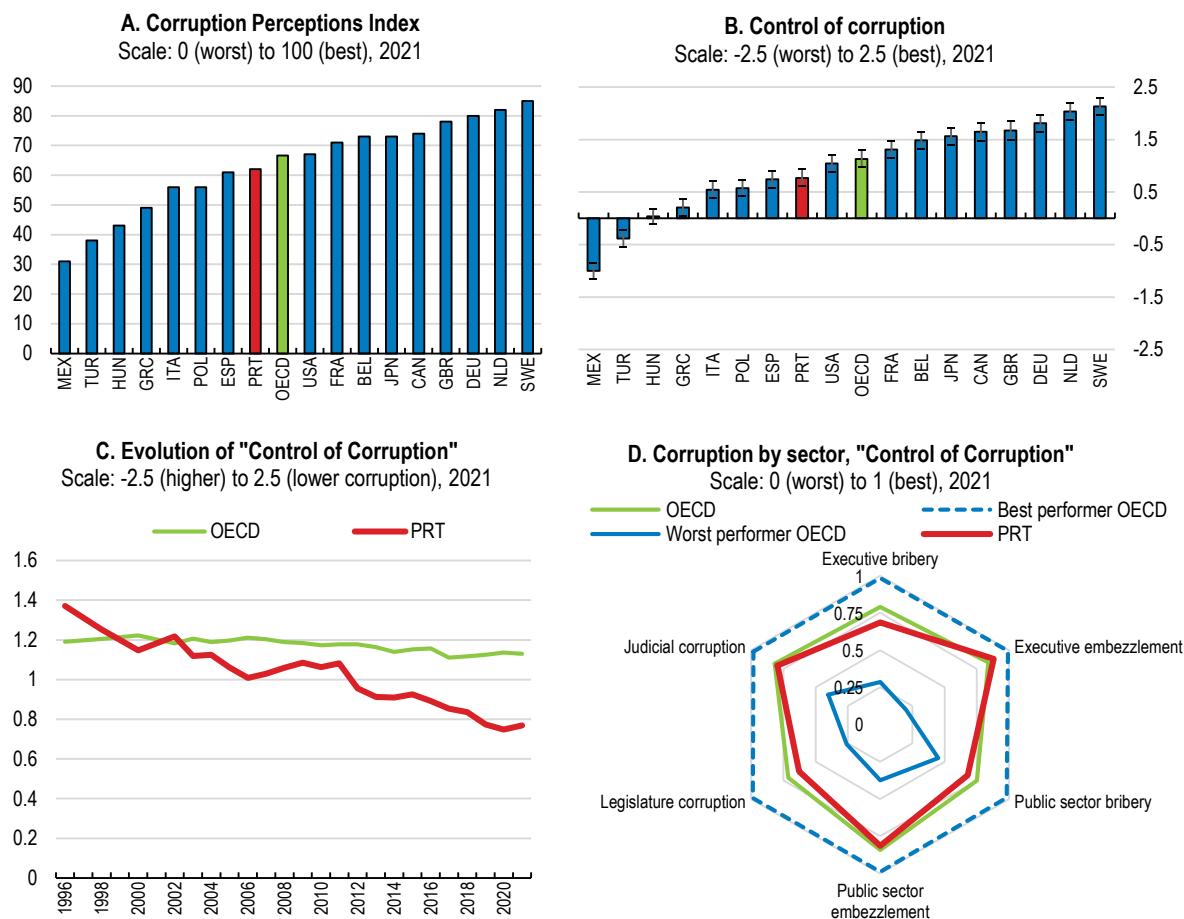 A. Corruption Perceptions Index
Scale: 0 (worst) to 100 (best), 2021
90
80
70
60
50
40
30
20
10
0
MEX
TUR
HUN
GRC
ITA
POL
ESP
PRT
OECD
USA
FRA
BEL
JPN
CAN
GBR
DEU
NLD
SWE
B. Control of corruption
Scale: -2.5 (worst) to 2.5 (best), 2021
2.5
1.5
0.5
-0.5
-1.5
-2.5
MEX
TUR
HUN
GRC
ITA
POL
ESP
PRT
USA
OECD
FRA
BEL
JPN
CAN
GBR
DEU
NLD
SWE
C. Evolution of "Control of Corruption"
Scale: -2.5 (higher) to 2.5 (lower corruption), 2021
OECD
PRT
1.6
1.4
1.2
1
0.8
0.6
0.4
0.2
0
1996
1998
2000
2002
2004
2006
2008
2010
2012
2014
2016
2018
2020
D. Corruption by sector, "Control of Corruption"
Scale: 0 (worst) to 1 (best), 2021
OECD
Best performer OECD
Worst performer OECD
PRT
Executive bribery
1
0.75
0.5
0.25
0
Judicial corruption
Executive embezzlement
Legislature corruption
Public sector bribery
Public sector
embezzlement